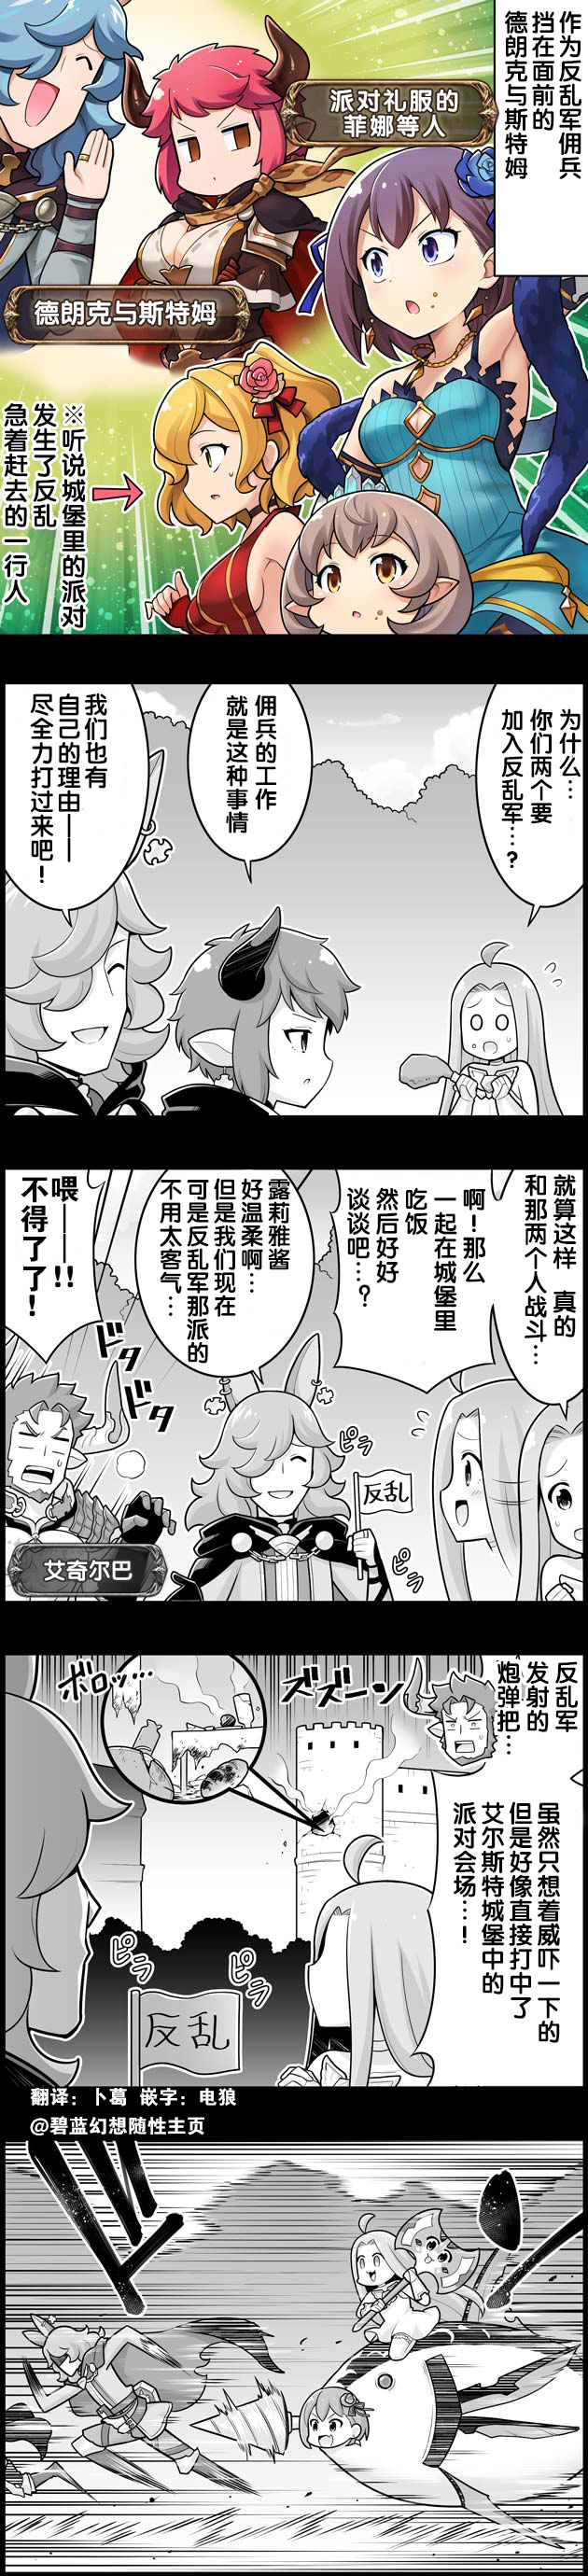 作为反乱军佣兵
挡在面前的
德朗克与斯特姆
派对礼服的
菲娜等人
德朗克与斯特姆
※听说城堡里的派对
发生了反乱
急着赶去的一行人
为什么…
你们两个要
加入反乱军…?
佣兵的工作
就是这种事情
我们也有
自己的理由——
尽全力打过来吧!
就算这样 真的
和那两个人战斗…
啊!那么
一起在城堡里
吃饭
然后好好
谈谈吧…?
露莉雅酱
好温柔啊…
但是我们现在
可是反乱军那派的
不用太客气…
ピラ
反乱
ピラ
喂——!!
不得了了!
ドタ
ドタ
艾奇尔巴
反乱军
发射的
炮弹把…
虽然只想着威吓一下的
但是好像直接打中了
艾尔斯特城堡中的
派对会场…!
ズズーン
ボロッ…
ピラ
ピラ
反乱
翻译：卜葛 嵌字：电狼
@碧蓝幻想随性主页